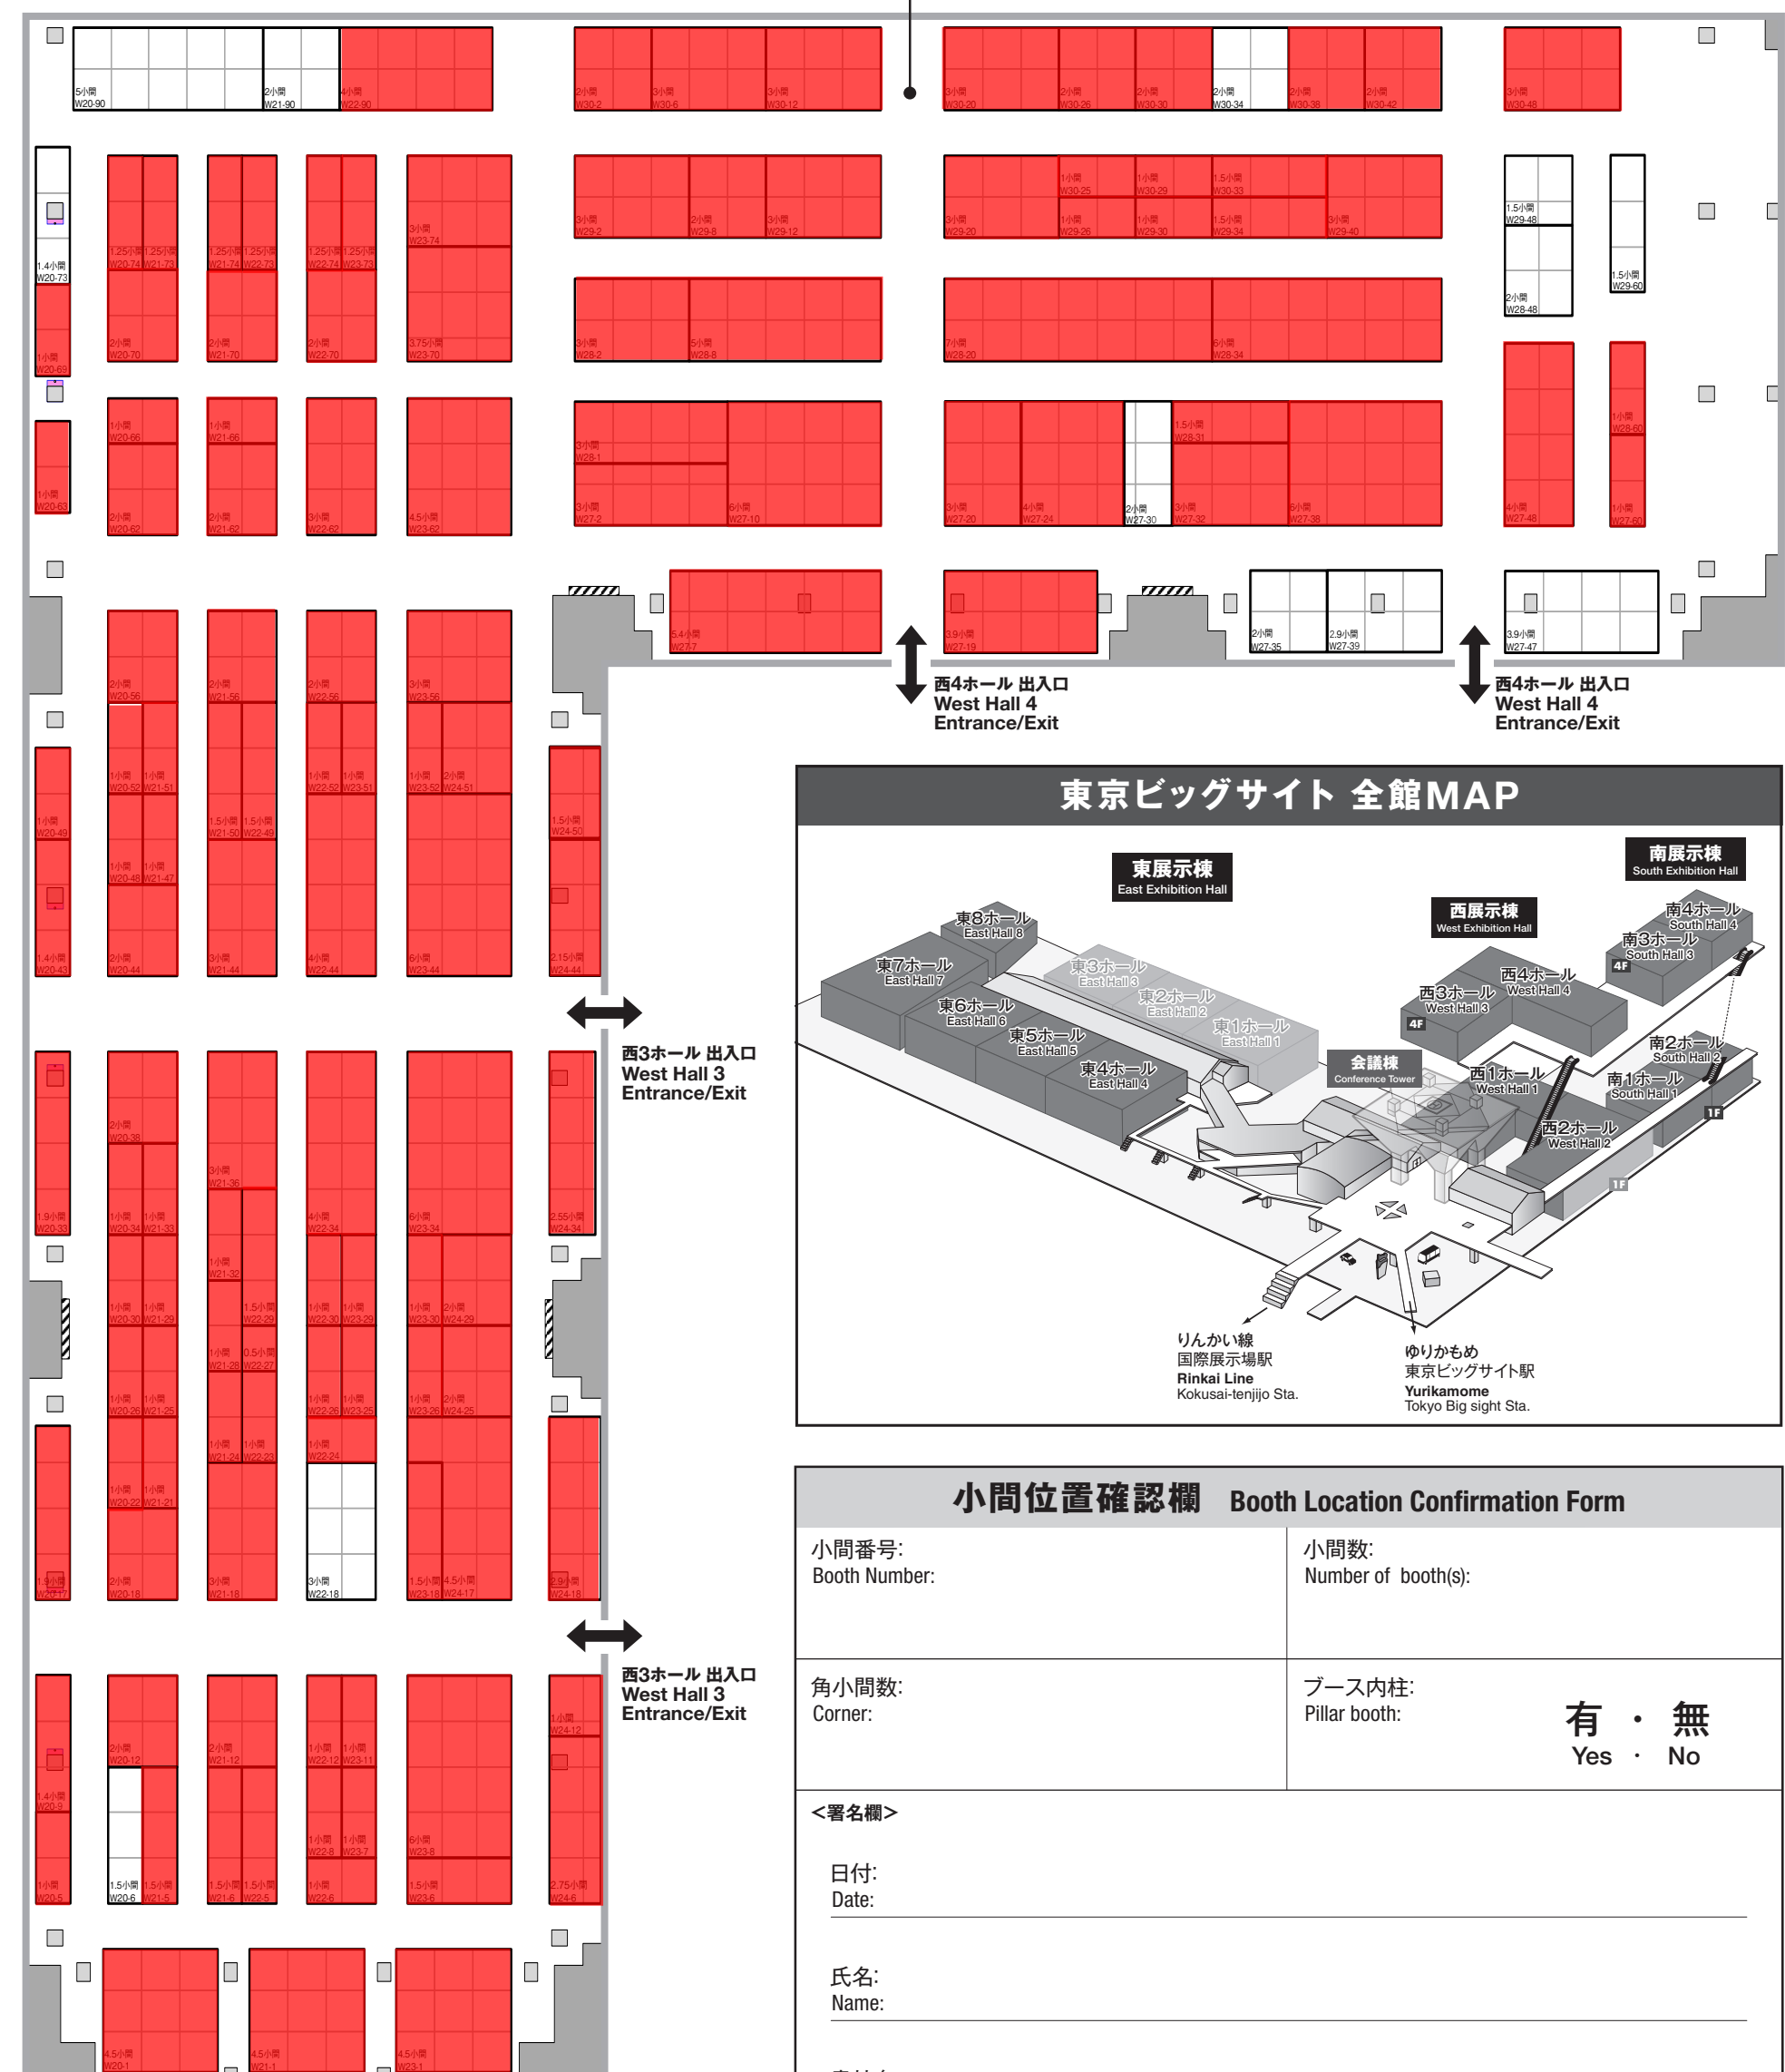 5小間
W20-90
2小間
W21-90
4小間
W22-90
2小間
W30-2
3小間
W30-6
3小間
W30-12
3小間
W30-20
2小間
W30-26
2小間
W30-30
2小間
W30-34
2小間
W30-38
2小間
W30-42
3小間
W30-48
1.4小間
W20-73
1小間
W20-69
1.25小間
W20-74
1.25小間
W21-73
1.25小間
W21-74
1.25小間
W22-73
1.25小間
W22-74
1.25小間
W23-73
3小間
W23-74
2小間
W20-70
2小間
W21-70
2小間
W22-70
3.75小間
W23-70
3小間
W29-2
2小間
W29-8
3小間
W29-12
3小間
W29-20
1小間
W30-25
1小間
W30-29
1.5小間
W30-33
1小間
W29-26
1小間
W29-30
1.5小間
W29-34
3小間
W29-40
1.5小間
W29-48
2小間
W28-48
1.5小間
W29-60
3小間
W28-2
5小間
W28-8
7小間
W28-20
6小間
W28-34
1小間
W20-63
1小間
W20-66
2小間
W20-62
1小間
W21-66
2小間
W21-62
3小間
W22-62
4.5小間
W23-62
3小間
W28-1
3小間
W27-2
6小間
W27-10
3小間
W27-20
4小間
W27-24
2小間
W27-30
1.5小間
W28-31
3小間
W27-32
6小間
W27-38
4小間
W27-48
1小間
W28-60
1小間
W27-60
5.4小間
W27-7
3.9小間
W27-19
2小間
W27-35
2.9小間
W27-39
3.9小間
W27-47
西4ホール 出入口
West Hall 4
Entrance/Exit
西4ホール 出入口
West Hall 4
Entrance/Exit
2小間
W20-56
2小間
W21-56
2小間
W22-56
3小間
W23-56
1小間
W20-49
1.4小間
W20-43
1小間
W20-52
1小間
W21-51
1小間
W20-48
1小間
W21-47
2小間
W20-44
1.5小間
W21-50
1.5小間
W22-49
3小間
W21-44
1小間
W22-52
1小間
W23-51
4小間
W22-44
1小間
W23-52
2小間
W24-51
6小間
W23-44
1.5小間
W24-50
2.15小間
W24-44
西3ホール 出入口
West Hall 3
Entrance/Exit
1.9小間
W20-33
2小間
W20-38
1小間
W20-34
1小間
W21-33
1小間
W20-30
1小間
W21-29
1小間
W20-26
1小間
W21-25
1小間
W20-22
1小間
W21-21
2小間
W20-18
1.9小間
W20-17
3小間
W21-36
1小間
W21-32
1.5小間
W22-29
1小間
W21-28
0.5小間
W22-27
1小間
W21-24
1小間
W22-23
3小間
W21-18
4小間
W22-34
1小間
W22-30
1小間
W23-29
1小間
W22-26
1小間
W23-25
1小間
W22-24
3小間
W22-18
6小間
W23-34
1小間
W23-30
2小間
W24-29
1小間
W23-26
2小間
W24-25
1.5小間
W23-18
4.5小間
W24-17
2.55小間
W24-34
2.9小間
W24-18
西3ホール 出入口
West Hall 3
Entrance/Exit
1.4小間
W20-9
1小間
W20-5
2小間
W20-12
1.5小間
W20-6
1.5小間
W21-5
2小間
W21-12
1.5小間
W21-6
1.5小間
W22-5
1小間
W22-12
1小間
W23-11
1小間
W22-8
1小間
W23-7
1小間
W22-6
6小間
W23-8
1.5小間
W23-6
1小間
W24-12
2.75小間
W24-6
4.5小間
W20-1
4.5小間
W21-1
4.5小間
W23-1
東京ビッグサイト 全館MAP
東展示棟
East Exhibition Hall
南展示棟
South Exhibition Hall
西展示棟
West Exhibition Hall
東8ホール
East Hall 8
東7ホール
East Hall 7
東6ホール
East Hall 6
東5ホール
East Hall 5
東4ホール
East Hall 4
東3ホール
East Hall 3
東2ホール
East Hall 2
東1ホール
East Hall 1
南4ホール
South Hall 4
南3ホール
South Hall 3
4F
西4ホール
West Hall 4
西3ホール
West Hall 3
4F
南2ホール
South Hall 2
南1ホール
South Hall 1
1F
西1ホール
West Hall 1
西2ホール
West Hall 2
1F
会議棟
Conference Tower
りんかい線
国際展示場駅
Rinkai Line
Kokusai-tenjijo Sta.
ゆりかもめ
東京ビッグサイト駅
Yurikamome
Tokyo Big sight Sta.
小間位置確認欄 Booth Location Confirmation Form
小間番号:
Booth Number:
小間数:
Number of booth(s):
角小間数:
Corner:
ブース内柱:
Pillar booth:
有 ・ 無
Yes ・ No
<署名欄>
日付:
Date:
氏名:
Name: